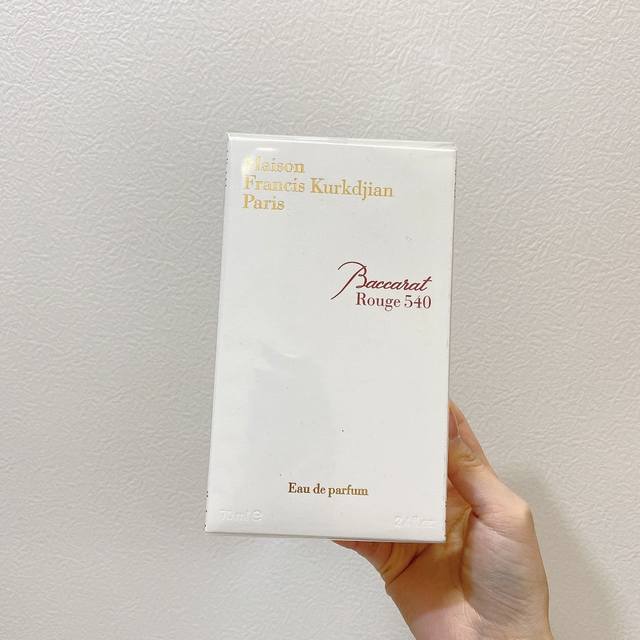 Maison
Francis Kurkdjian
Paris
Baccarat
Rouge 540
Eau de parfum